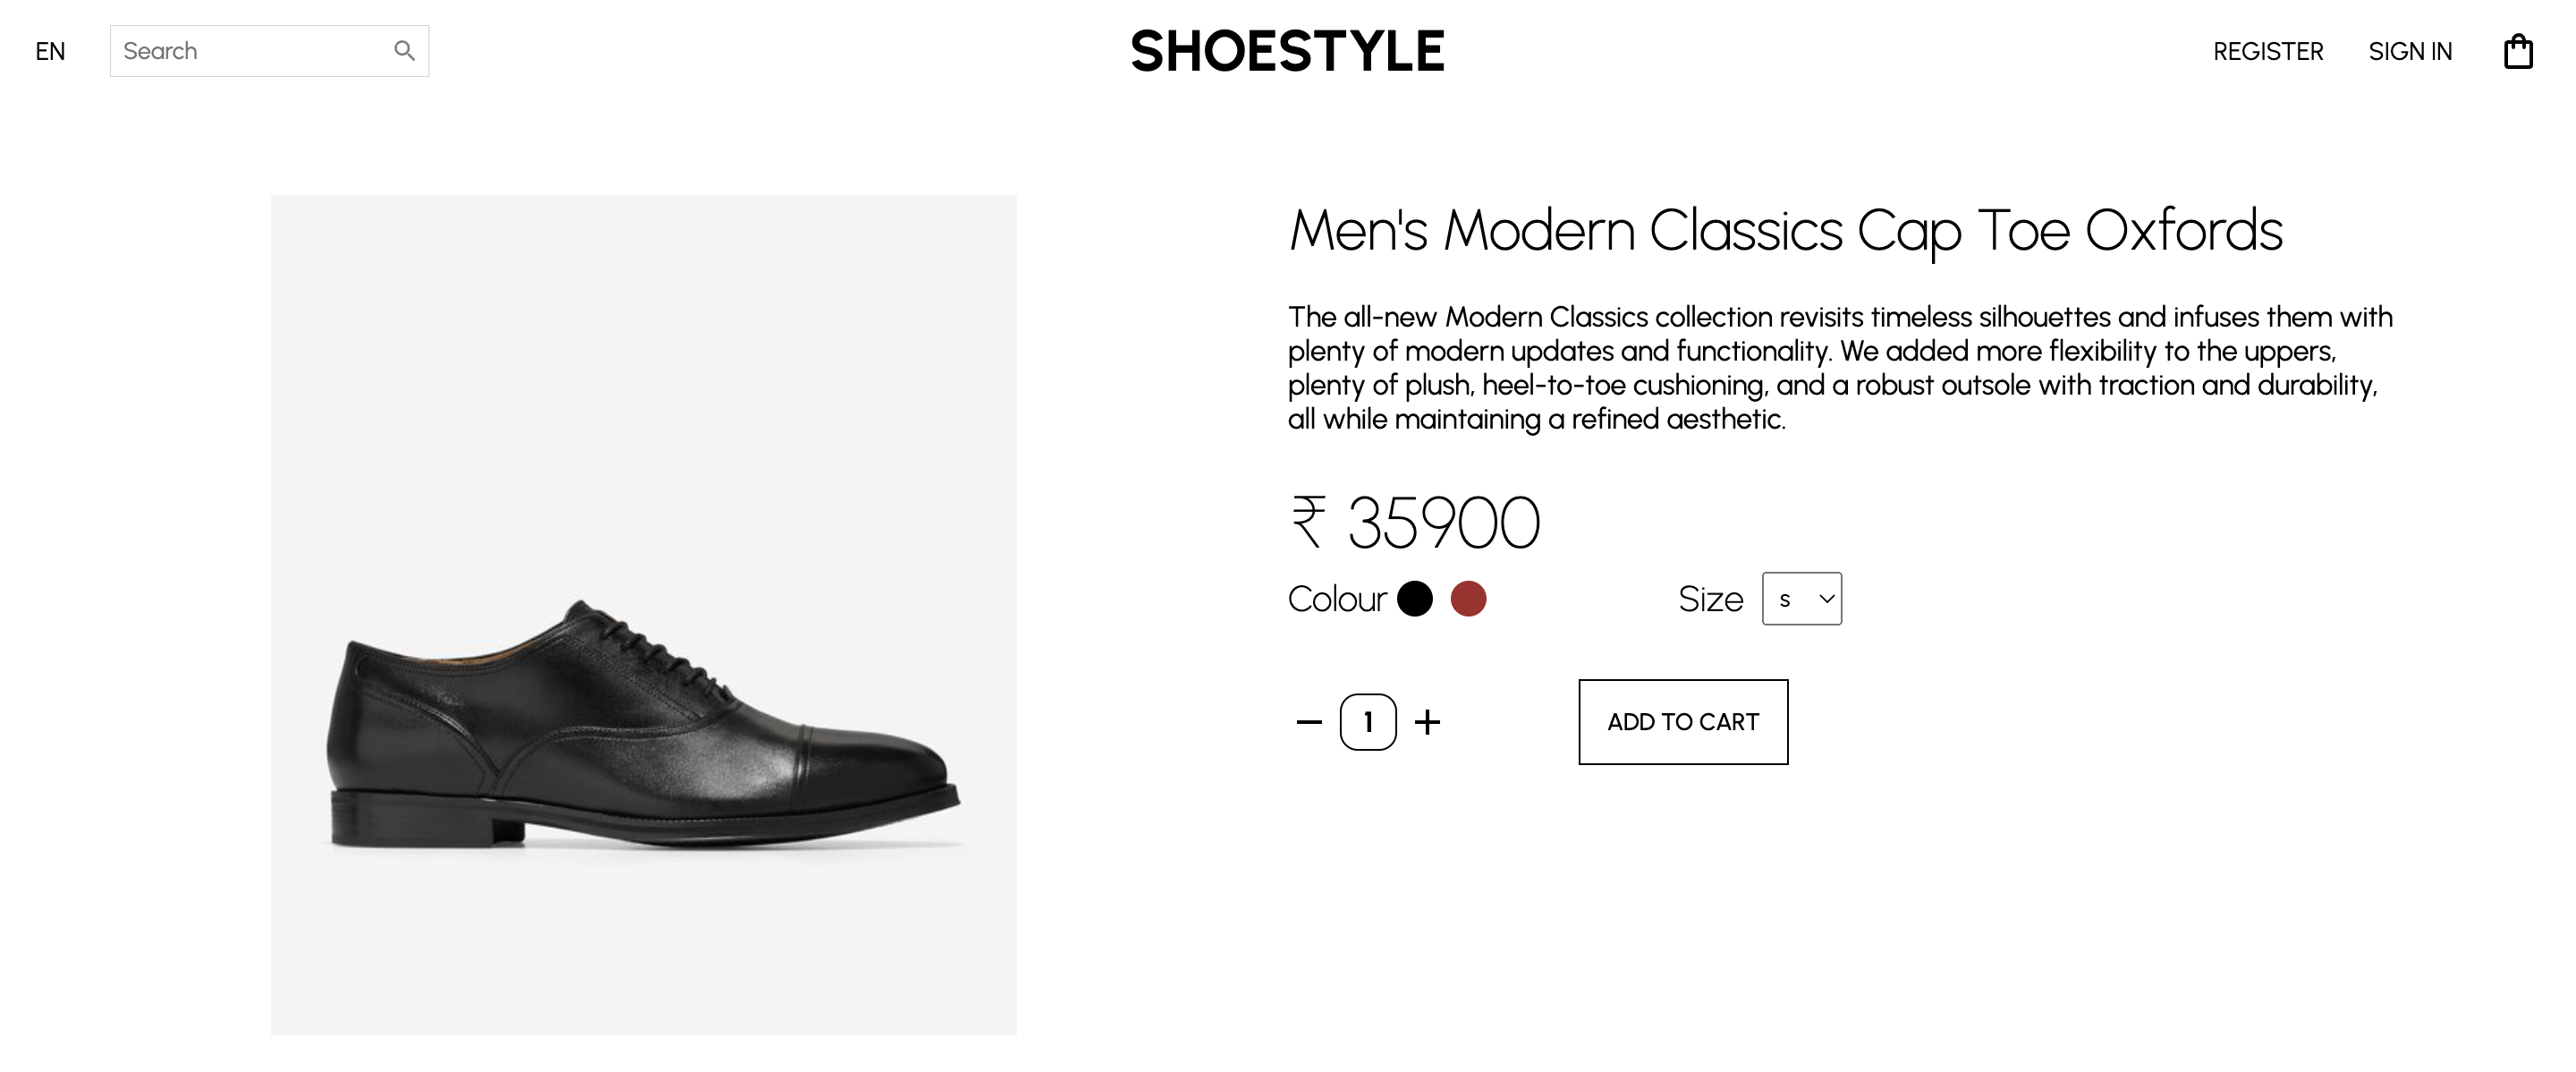 EN
Search
SHOESTYLE
REGISTER
SIGN IN
Men's Modern Classics Cap Toe Oxfords
The all-new Modern Classics collection revisits timeless silhouettes and infuses them with
plenty of modern updates and functionality. We added more flexibility to the uppers,
plenty of plush, heel-to-toe cushioning, and a robust outsole with traction and durability,
all while maintaining a refined aesthetic.
₹ 35900
Colour
Size s
1
ADD TO CART